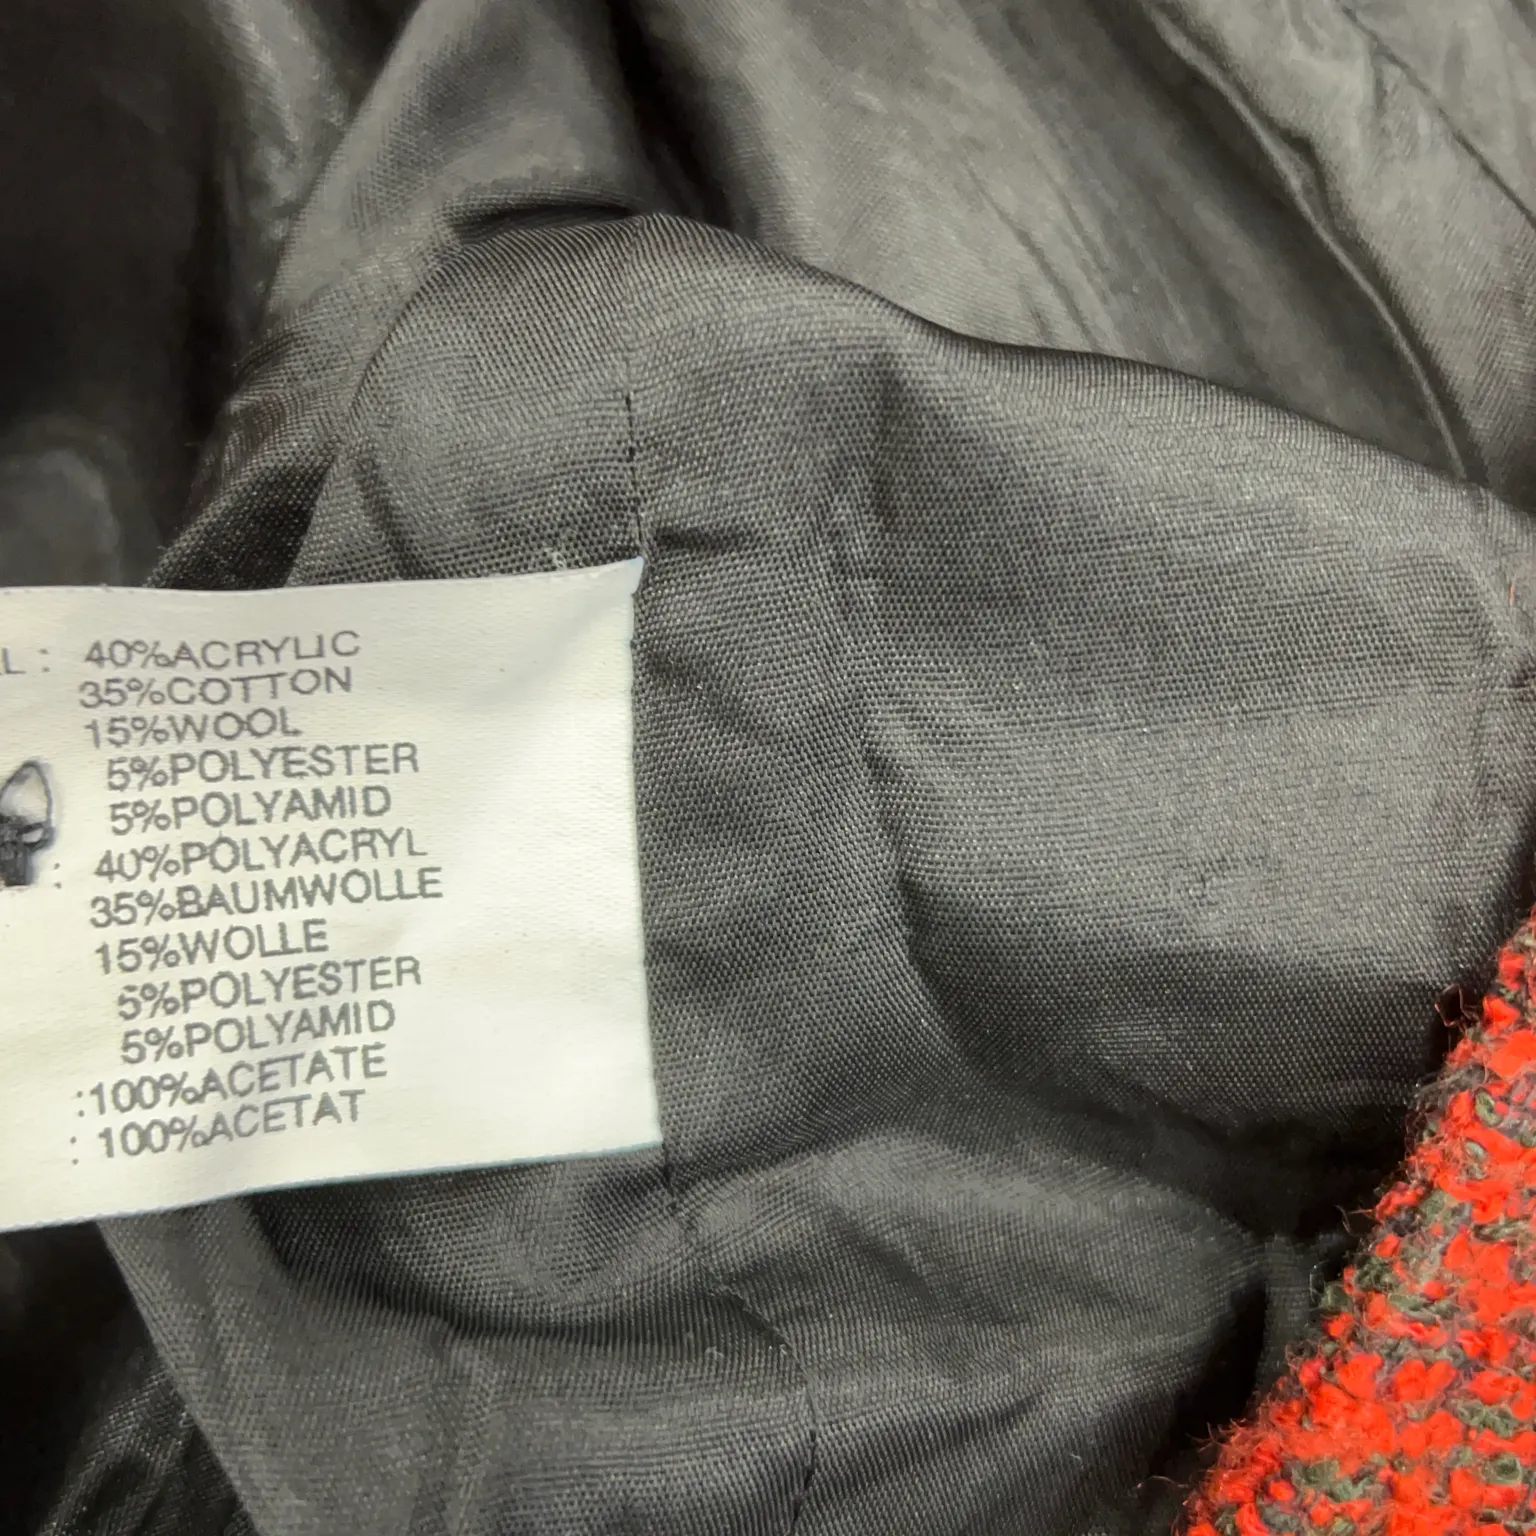 L : 40%ACRYLIC
35%COTTON
15%WOOL
5%POLYESTER
5%POLYAMID
: 40%POLYACRYL
35%BAUMWOLLE
15%WOLLE
5%POLYESTER
5%POLYAMID
:100%ACETATE
: 100%ACETAT